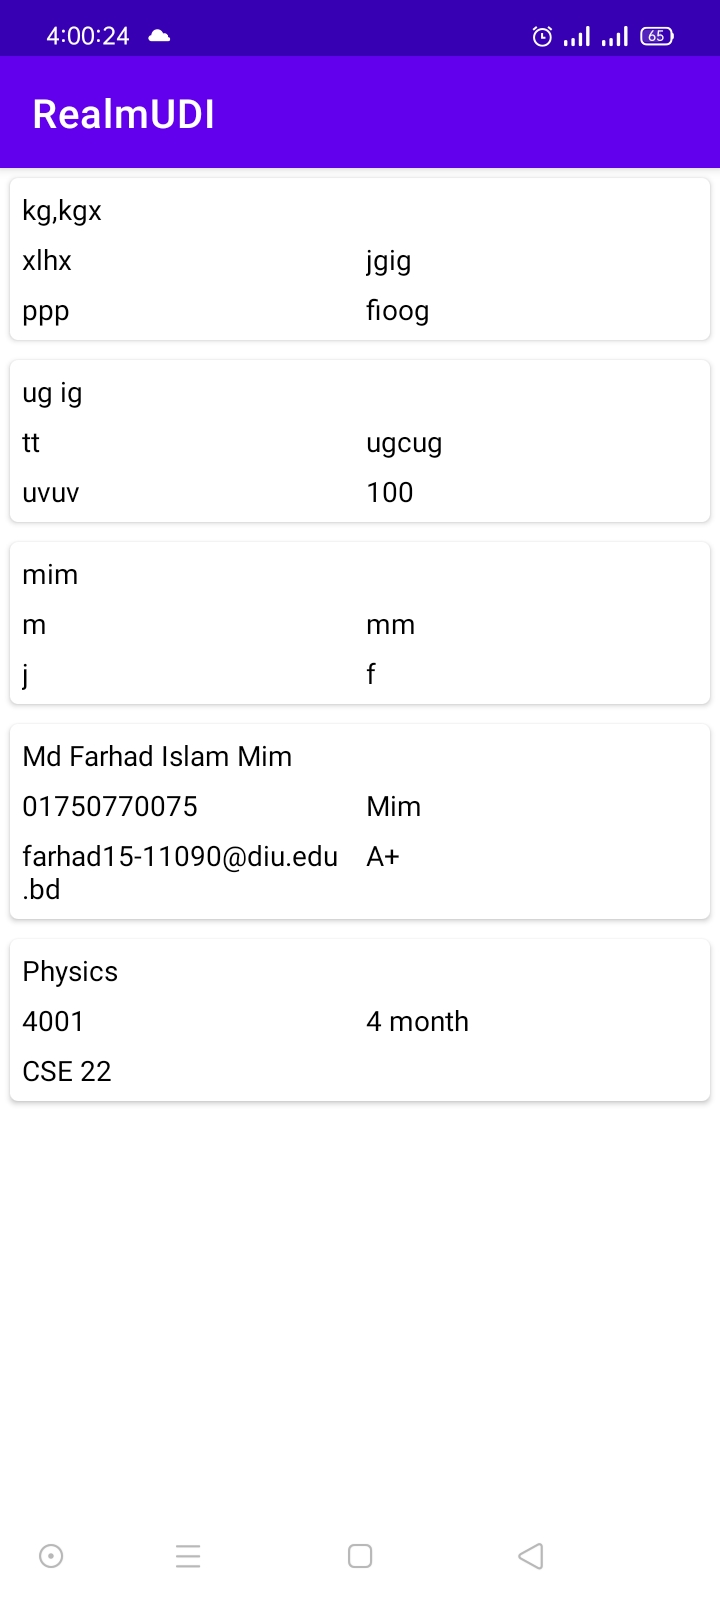 4:00:24
65
RealmUDI
kg,kgx
xlhx jgig
ppp fioog
ug ig
tt ugcug
uvuv 100
mim
m mm
j f
Md Farhad Islam Mim
01750770075 Mim
farhad15-11090@diu.edu A+
.bd
Physics
4001 4 month
CSE 22